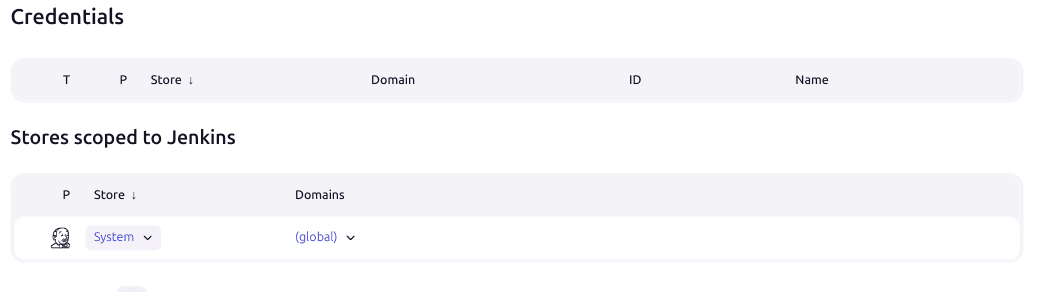 Credentials
T P Store ↓ Domain ID Name
Stores scoped to Jenkins
P Store ↓ Domains
System (global)